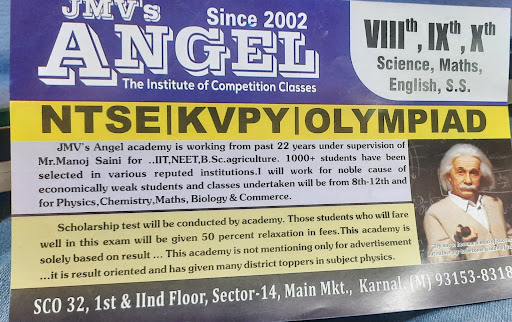 JMV's
Since 2002
ANGEL
The Institute of Competition Classes
VIIIth, IXth, Xth
Science, Maths,
English, S.S.
NTSE|KVPY|OLYMPIAD
JMV's Angel academy is working from past 22 years under supervision of
Mr.Manoj Saini for ..IIT,NEET,B.Sc.agriculture. 1000+ students have been
selected in various reputed institutions.I will work for noble cause of
economically weak students and classes undertaken will be from 8th-12th and
for Physics,Chemistry,Maths, Biology & Commerce.
Scholarship test will be conducted by academy. Those students who will fare
well in this exam will be given 50 percent relaxation in fees.This academy is
solely based on result ... This academy is not mentioning only for advertisement
...it is result oriented and has given many district toppers in subject physics.
SCO 32, 1st & IInd Floor, Sector-14, Main Mkt., Karnal, (M) 93153-8318